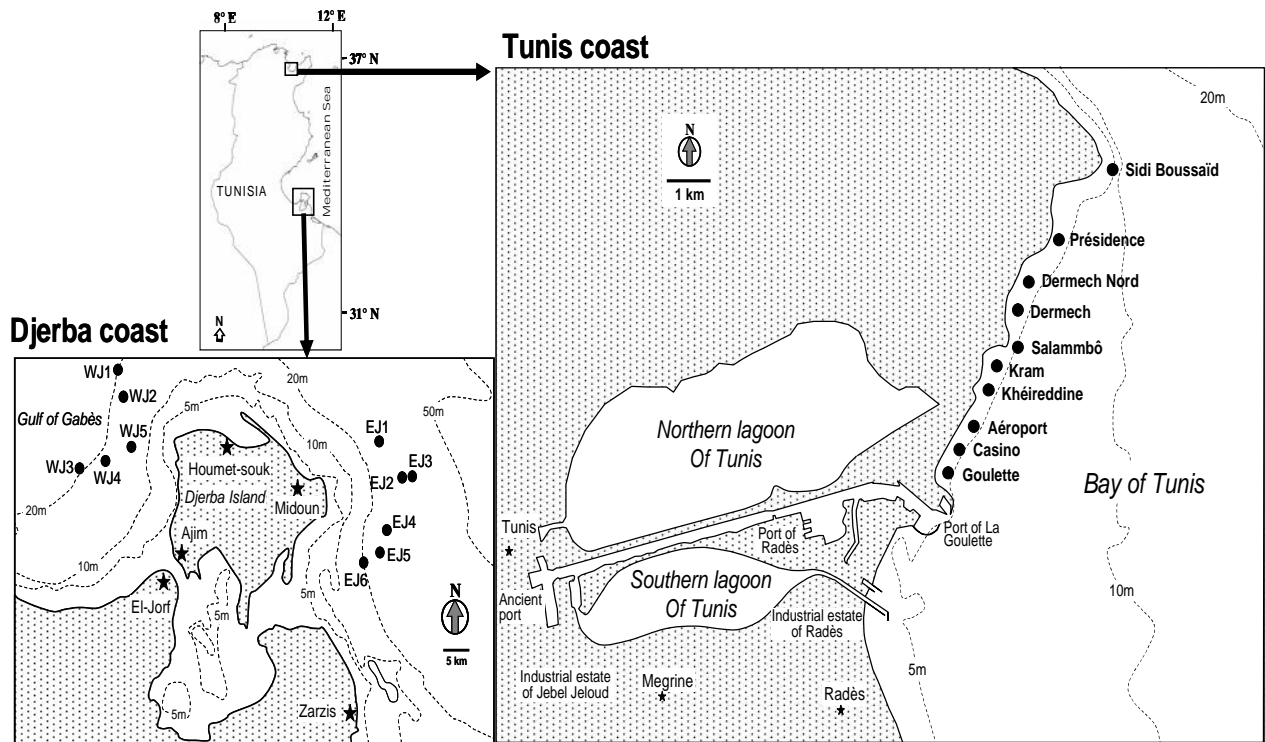 8° E
12° E
37° N
Mediterranean Sea
TUNISIA
31° N
N
Tunis coast
20m
N
1 km
Sidi Boussaïd
Présidence
Dermech Nord
Dermech
Salammbô
Kram
Khéireddine
Aéroport
Casino
Goulette
Northern lagoon
Of Tunis
Bay of Tunis
Tunis
Port of
Radès
Port of La
Goulette
Ancient
port
Southern lagoon
Of Tunis
Industrial estate
of Radès
10m
5m
Industrial estate
of Jebel Jeloud
Megrine
Radès
Djerba coast
WJ1
WJ2
20m
5m
50m
Gulf of Gabès
10m
WJ5
EJ1
WJ3
WJ4
Houmet-souk
EJ2
EJ3
Djerba Island
Midoun
20m
EJ4
Ajim
EJ5
10m
EJ6
El-Jorf
5m
5m
N
5 km
5m
Zarzis